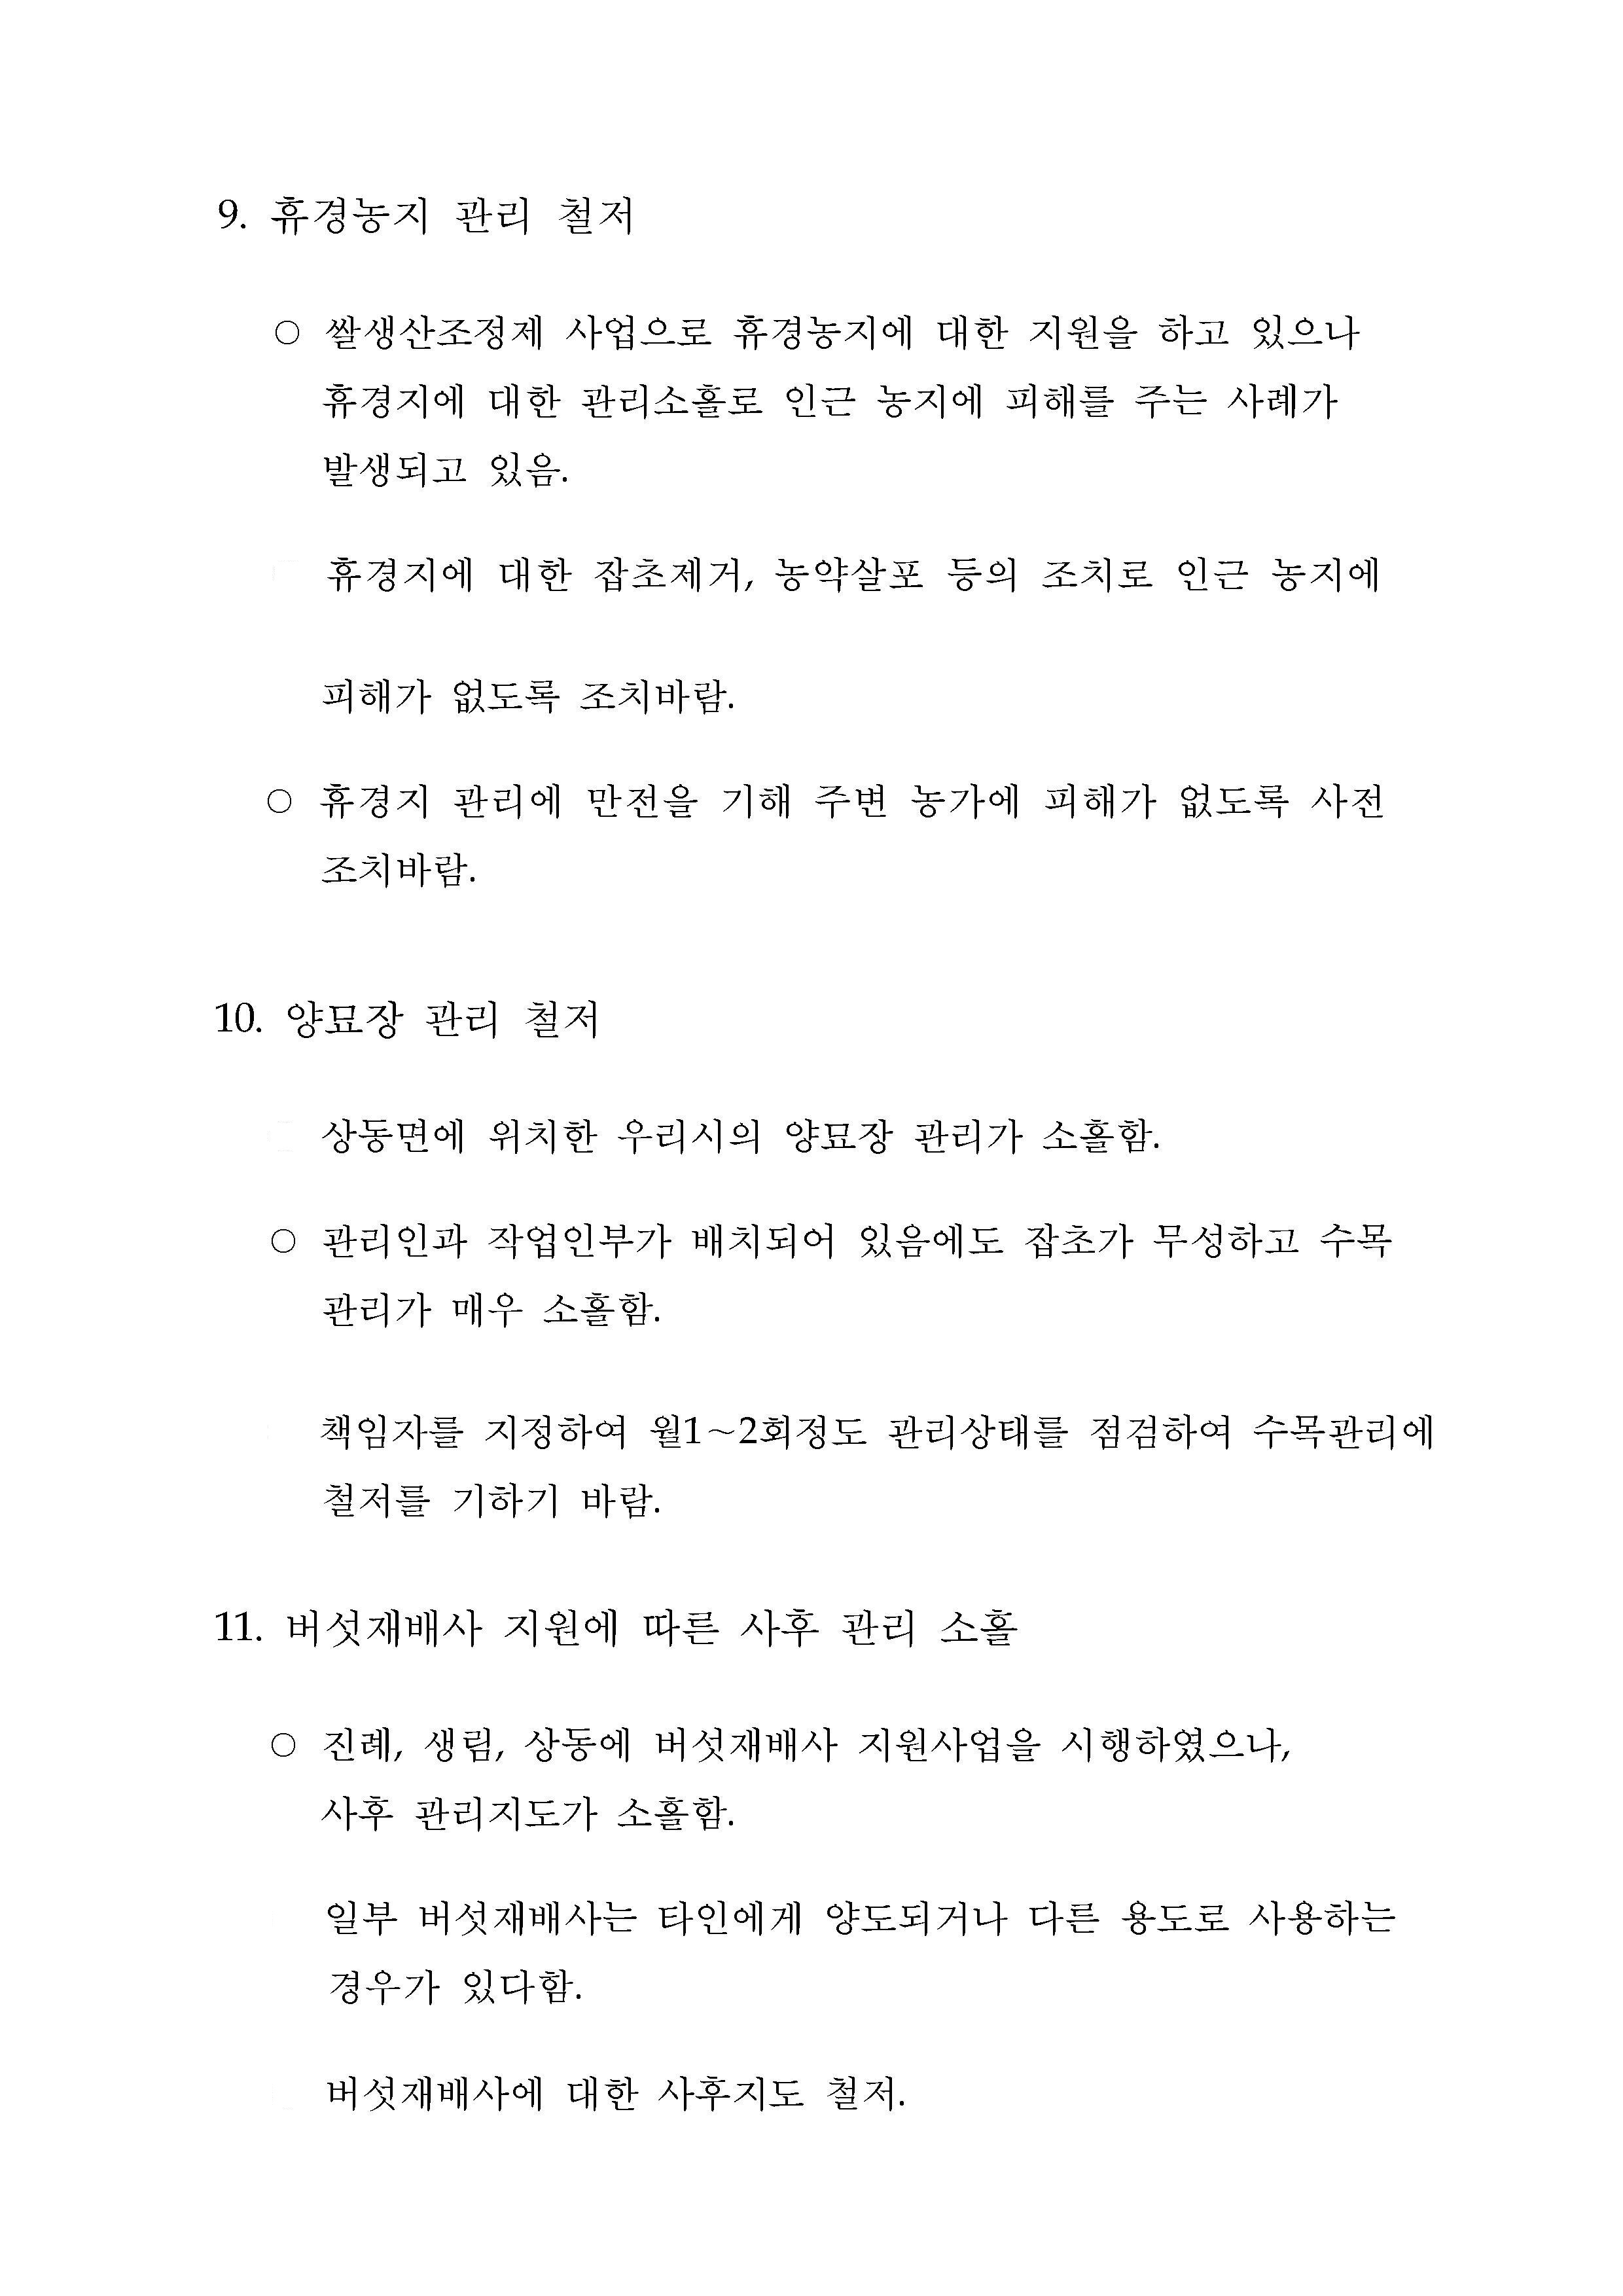 9. 휴경농지 관리 철저
○ 쌀생산조정제 사업으로 휴경농지에 대한 지원을 하고 있으나
휴경지에 대한 관리소홀로 인근 농지에 피해를 주는 사례가
발생되고 있음.
휴경지에 대한 잡초제거, 농약살포 등의 조치로 인근 농지에
피해가 없도록 조치바람.
○ 휴경지 관리에 만전을 기해 주변 농가에 피해가 없도록 사전
조치바람.
10. 양묘장 관리 철저
상동면에 위치한 우리시의 양묘장 관리가 소홀함.
○ 관리인과 작업인부가 배치되어 있음에도 잡초가 무성하고 수목
관리가 매우 소홀함.
책임자를 지정하여 월1~2회정도 관리상태를 점검하여 수목관리에
철저를 기하기 바람.
11. 버섯재배사 지원에 따른 사후 관리 소홀
○ 진례, 생림, 상동에 버섯재배사 지원사업을 시행하였으나,
사후 관리지도가 소홀함.
일부 버섯재배사는 타인에게 양도되거나 다른 용도로 사용하는
경우가 있다함.
버섯재배사에 대한 사후지도 철저.